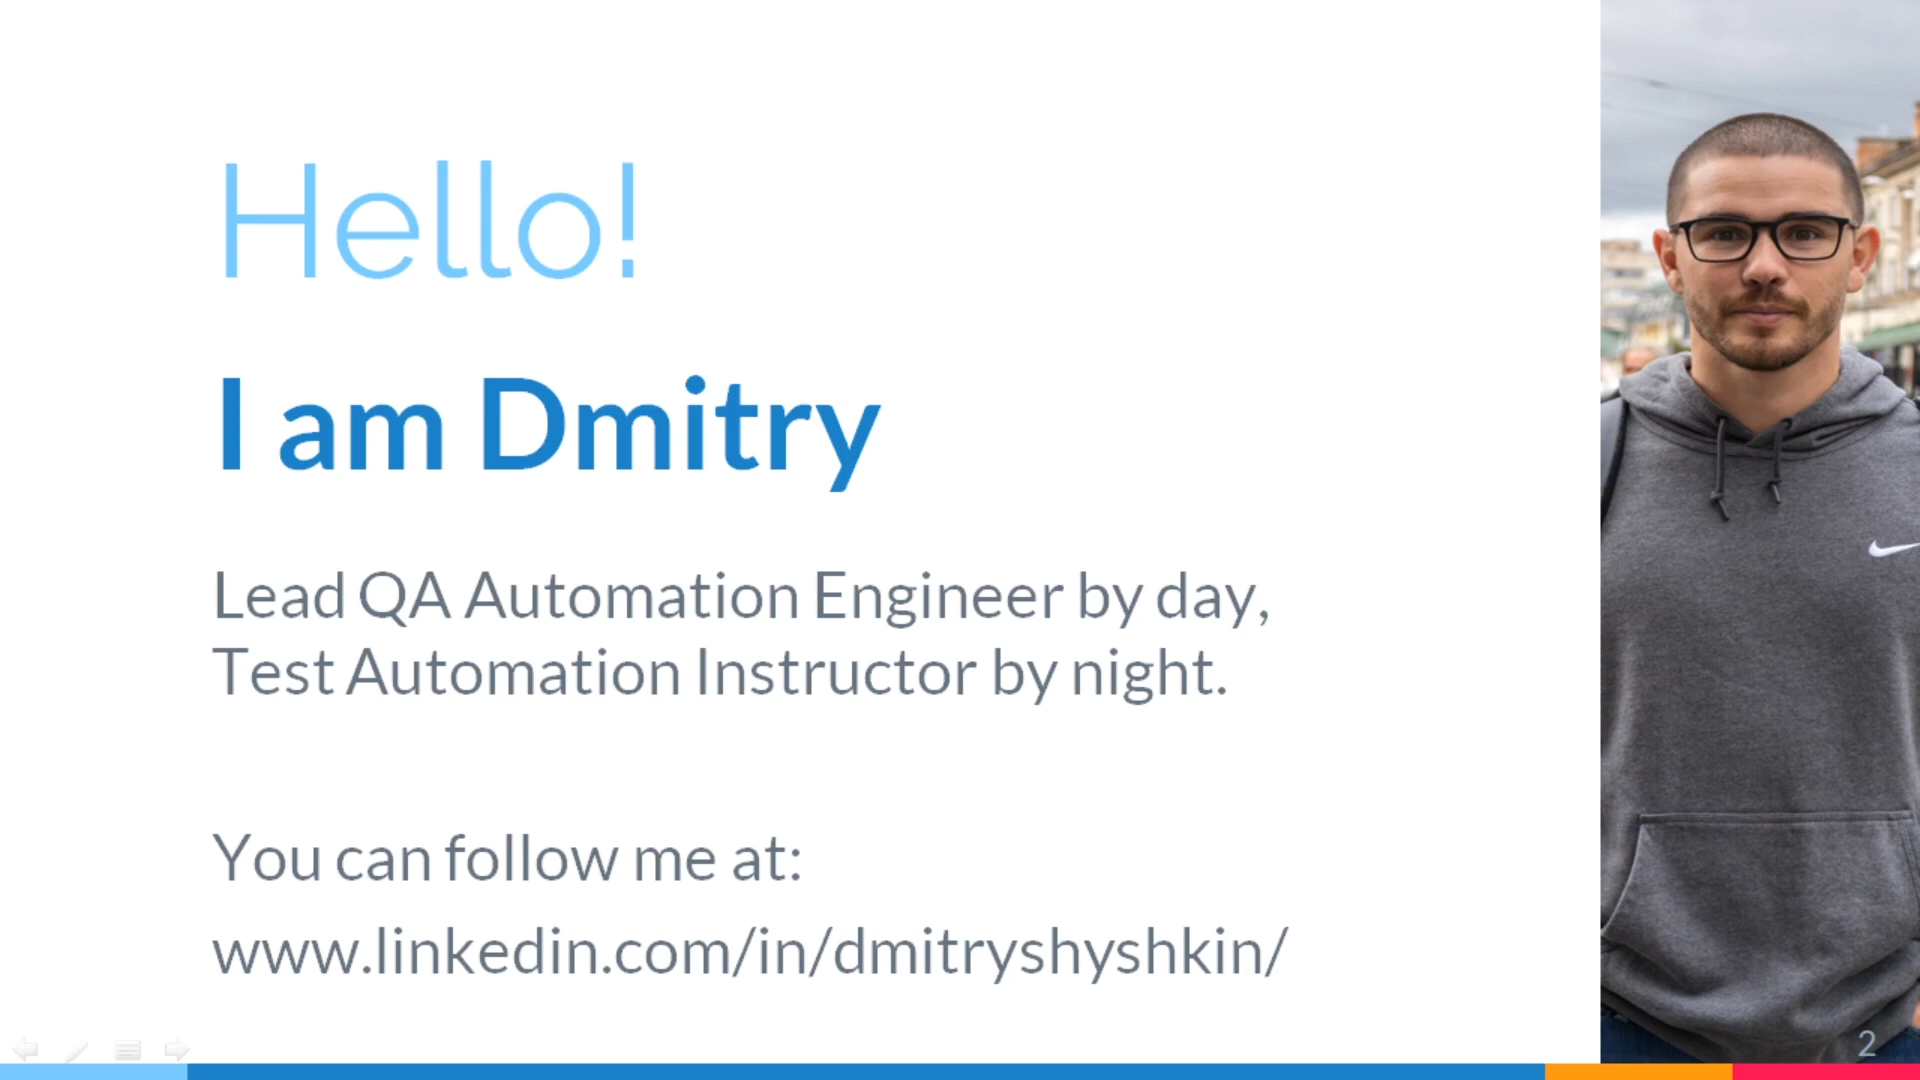 Hello!
I am Dmitry
Lead QA Automation Engineer by day,
Test Automation Instructor by night.
You can follow me at:
www.linkedin.com/in/dmitryshyshkin/
2